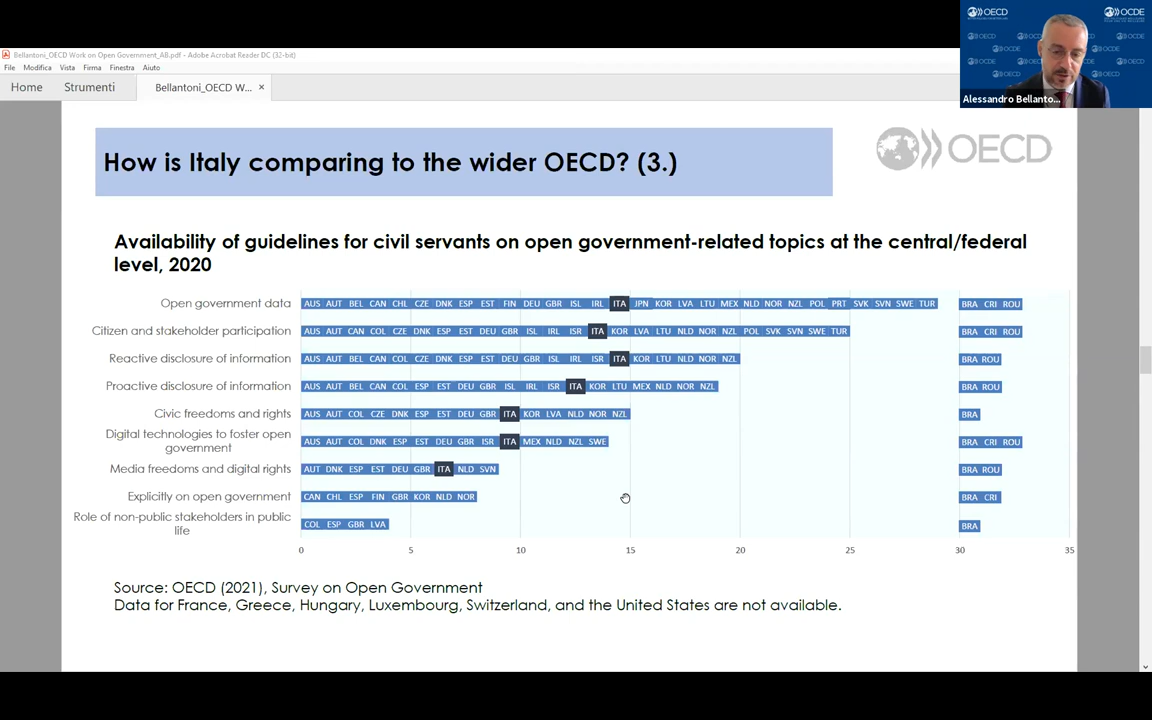 OECD
OCDE
Alessandro Bellanto...
Bellantoni_OECD Work on Open Government_All.pdf - Adobe Acrobat Reader DC (32-bit)
File Modifica Vista Firma Finestra Aiuto
Home Strumenti Bellantoni_OECD W... ×
How is Italy comparing to the wider OECD? (3.)
OECD
Availability of guidelines for civil servants on open government-related topics at the central/federal
level, 2020
Open government data AUS AUT BEL CAN CHL CZE DNK ESP EST FIN DEU GBR ISL IRL ITA JPN KOR LVA LTU MEX NLD NOR NZL POL PRT SVK SVN SWE TUR BRA CRI ROU
Citizen and stakeholder participation AUS AUT CAN COL CZE DNK ESP EST DEU GBR ISL IRL ISR ITA KOR LVA LTU NLD NOR NZL POL SVK SVN SWE TUR BRA CRI ROU
Reactive disclosure of information AUS AUT BEL CAN COL CZE DNK ESP EST DEU GBR ISL IRL ISR ITA KOR LTU NLD NOR NZL BRA ROU
Proactive disclosure of information AUS AUT BEL CAN COL ESP EST DEU GBR ISL IRL ISR ITA KOR LTU MEX NLD NOR NZL BRA ROU
Civic freedoms and rights AUS AUT COL CZE DNK ESP EST DEU GBR ITA KOR LVA NLD NOR NZL BRA
Digital technologies to foster open
government AUS AUT COL DNK ESP EST DEU GBR ISR ITA MEX NLD NZL SWE BRA CRI ROU
Media freedoms and digital rights AUT DNK ESP EST DEU GBR ITA NLD SVN BRA ROU
Explicitly on open government CAN CHL ESP FIN GBR KOR NLD NOR BRA CRI
Role of non-public stakeholders in public
life COL ESP GBR LVA BRA
0 5 10 15 20 25 30 35
Source: OECD (2021), Survey on Open Government
Data for France, Greece, Hungary, Luxembourg, Switzerland, and the United States are not available.